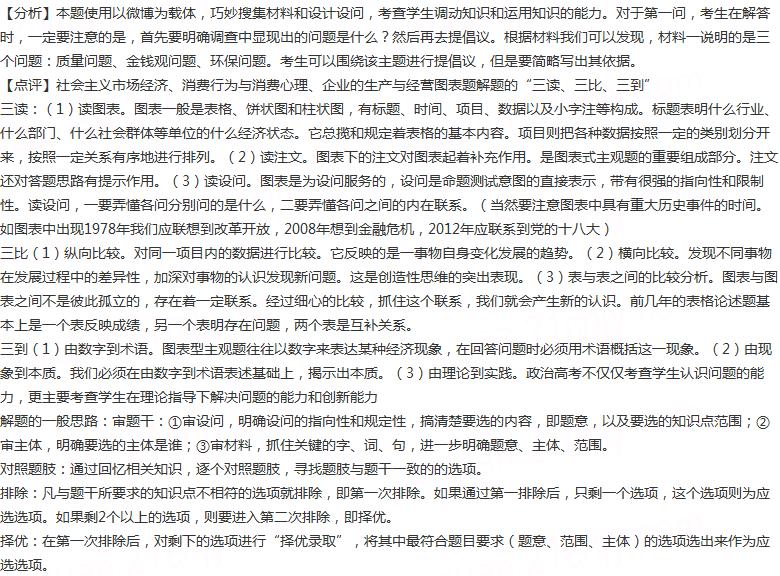 【分析】本题使用以微博为载体，巧妙搜集材料和设计设问，考查学生调动知识和运用知识的能力。对于第一问，考生在解答
时，一定要注意的是，首先要明确调查中显现出的问题是什么？然后再去提倡议。根据材料我们可以发现，材料一说明的是三
个问题：质量问题、金钱观问题、环保问题。考生可以围绕该主题进行提倡议，但是要简略写出其依据。
【点评】社会主义市场经济、消费行为与消费心理、企业的生产与经营图表题解题的“三读、三比、三到”
三读：（1）读图表。图表一般是表格、饼状图和柱状图，有标题、时间、项目、数据以及小字注等构成。标题表明什么行业、
什么部门、什么社会群体等单位的什么经济状态。它总揽和规定着表格的基本内容。项目则把各种数据按照一定的类别划分开
来，按照一定关系有序地进行排列。（2）读注文。图表下的注文对图表起着补充作用。是图表式主观题的重要组成部分。注文
还对答题思路有提示作用。（3）读设问。图表是为设问服务的，设问是命题测试意图的直接表示，带有很强的指向性和限制
性。读设问，一要弄懂各问分别问的是什么，二要弄懂各问之间的内在联系。（当然要注意图表中具有重大历史事件的时间。
如图表中出现1978年我们应联想到改革开放，2008年想到金融危机，2012年应联系到党的十八大）
三比（1）纵向比较。对同一项目内的数据进行比较。它反映的是一事物自身变化发展的趋势。（2）横向比较。发现不同事物
在发展过程中的差异性，加深对事物的认识发现新问题。这是创造性思维的突出表现。（3）表与表之间的比较分析。图表与图
表之间不是彼此孤立的，存在着一定联系。经过细心的比较，抓住这个联系，我们就会产生新的认识。前几年的表格论述题基
本上是一个表反映成绩，另一个表明存在问题，两个表是互补关系。
三到（1）由数字到术语。图表型主观题往往以数字来表达某种经济现象，在回答问题时必须用术语概括这一现象。（2）由现
象到本质。我们必须在由数字到术语表述基础上，揭示出本质。（3）由理论到实践。政治高考不仅仅考查学生认识问题的能
力，更主要考查学生在理论指导下解决问题的能力和创新能力
解题的一般思路：审题干：①审设问，明确设问的指向性和规定性，搞清楚要选的内容，即题意，以及要选的知识点范围；②
审主体，明确要选的主体是谁；③审材料，抓住关键的字、词、句，进一步明确题意、主体、范围。
对照题肢：通过回忆相关知识，逐个对照题肢，寻找题肢与题干一致的的选项。
排除：凡与题干所要求的知识点不相符的选项就排除，即第一次排除。如果通过第一排除后，只剩一个选项，这个选项则为应
选选项。如果剩2个以上的选项，则要进入第二次排除，即择优。
择优：在第一次排除后，对剩下的选项进行“择优录取”，将其中最符合题目要求（题意、范围、主体）的选项选出来作为应
选选项。